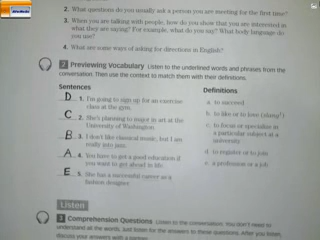 2. What questions do you usually ask a person you are meeting for the first time?
3. When you are talking with people, how do you show that you are interested in
what they are saying? For example, what do you say? What body language do
you use?
4. What are some ways of asking for directions in English?
2 Previewing Vocabulary Listen to the underlined words and phrases from the
conversation. Then use the context to match them with their definitions.
Sentences
D 1. I'm going to sign up for an exercise
class at the gym.
C 2. She's planning to major in art at the
University of Washington.
B 3. I don't like classical music, but I am
really into jazz.
A 4. You have to get a good education if
you want to get ahead in life.
E 5. She has a successful career as a
fashion designer.
Definitions
a. to succeed
b. to like or to love (slang)
c. to focus or specialize in
a particular subject at a
university
d. to register or to join
e. a profession or a job
Listen
3 Comprehension Questions Listen to the conversation. You don't need to
understand all the words. Just listen for the answers to these questions. After you listen,
discuss your answers with a partner.